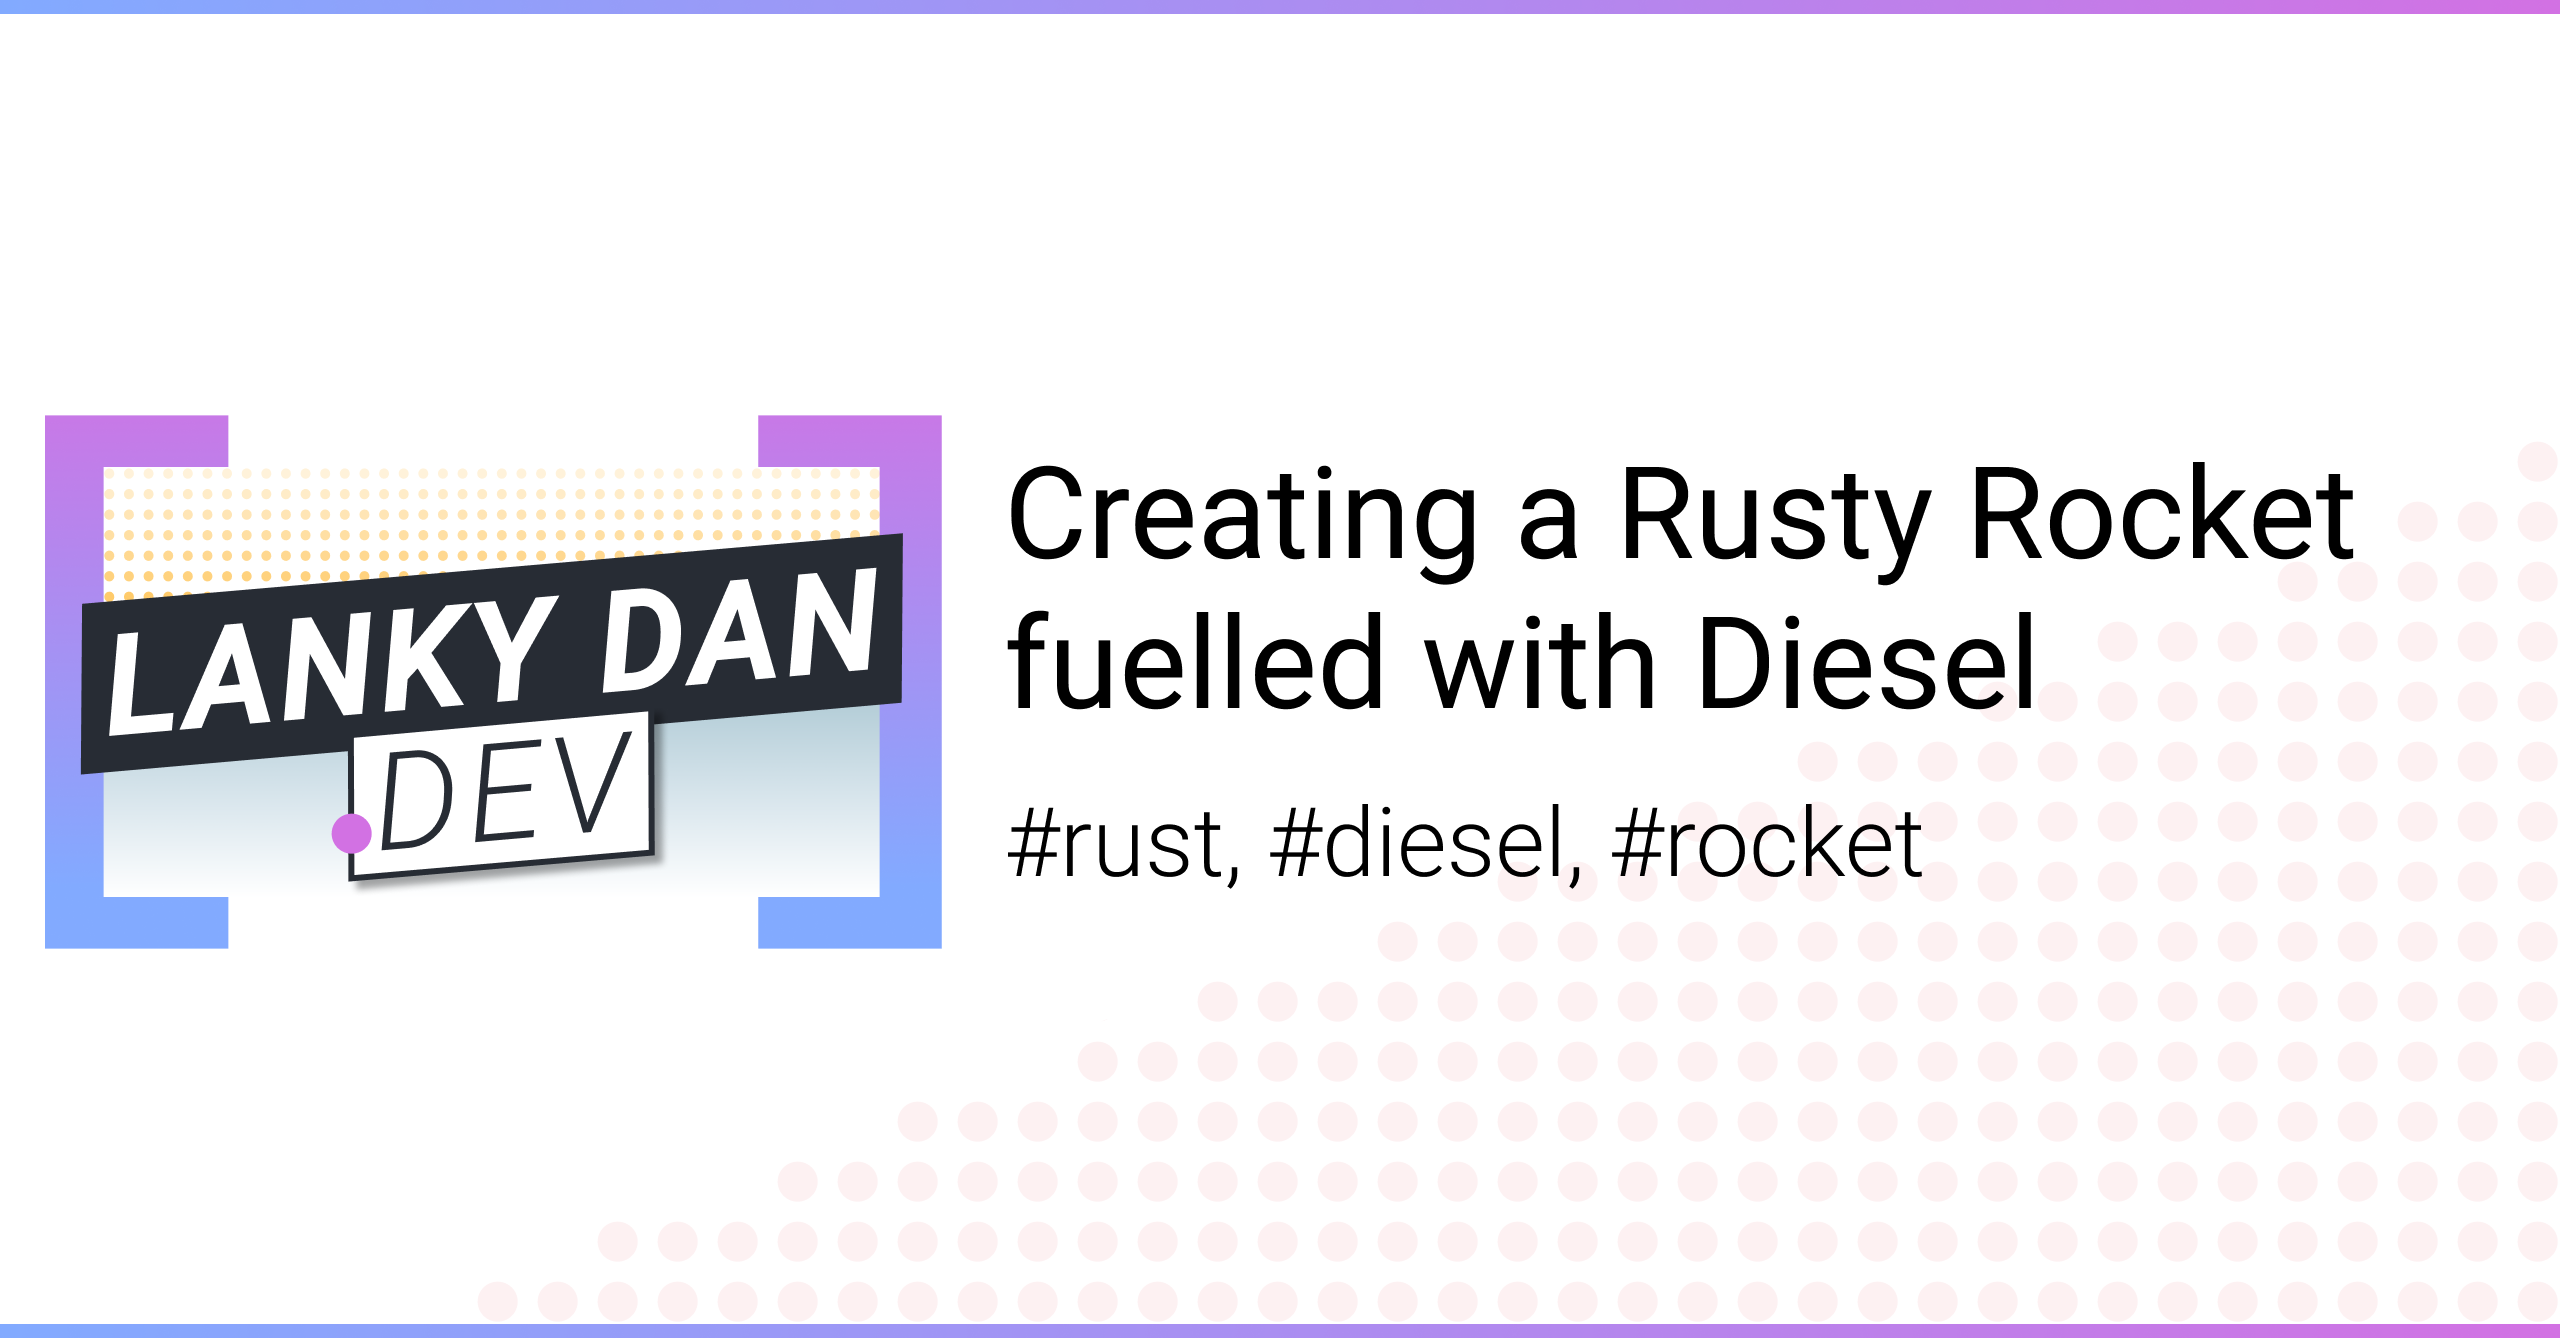 LANKY DAN
DEV
Creating a Rusty Rocket
fuelled with Diesel
#rust, #diesel, #rocket